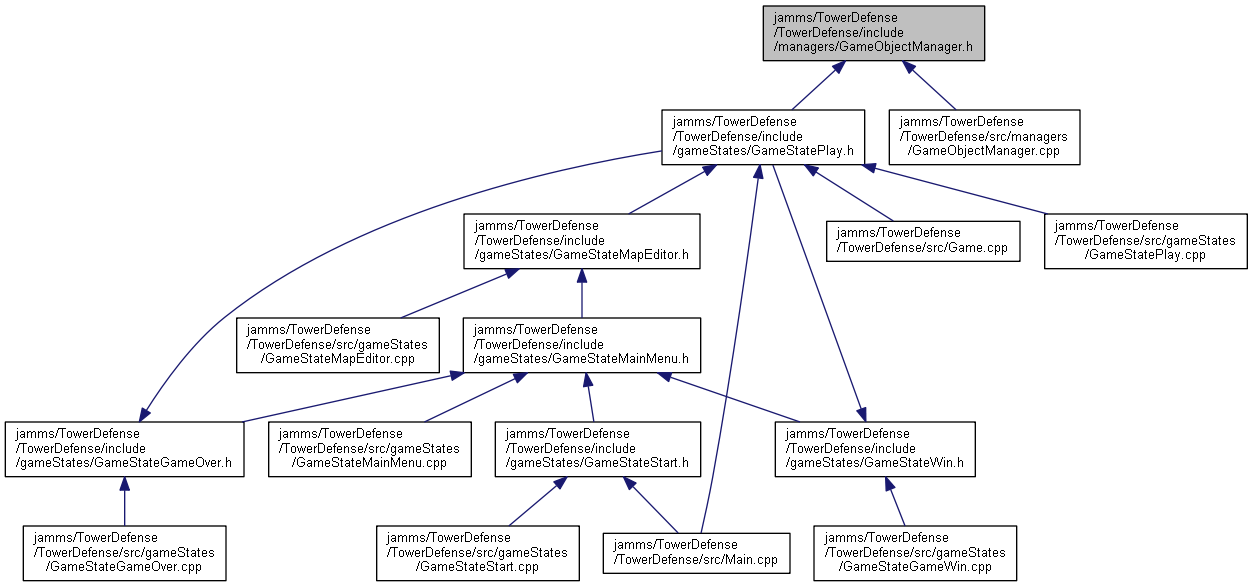 jamms/TowerDefense
/TowerDefense/include
/managers/GameObjectManager.h
jamms/TowerDefense
/TowerDefense/include
/gameStates/GameStatePlay.h
jamms/TowerDefense
/TowerDefense/src/managers
/GameObjectManager.cpp
jamms/TowerDefense
/TowerDefense/include
/gameStates/GameStateMapEditor.h
jamms/TowerDefense
/TowerDefense/src/Game.cpp
jamms/TowerDefense
/TowerDefense/src/gameStates
/GameStatePlay.cpp
jamms/TowerDefense
/TowerDefense/src/gameStates
/GameStateMapEditor.cpp
jamms/TowerDefense
/TowerDefense/include
/gameStates/GameStateMainMenu.h
jamms/TowerDefense
/TowerDefense/include
/gameStates/GameStateGameOver.h
jamms/TowerDefense
/TowerDefense/src/gameStates
/GameStateMainMenu.cpp
jamms/TowerDefense
/TowerDefense/include
/gameStates/GameStateStart.h
jamms/TowerDefense
/TowerDefense/include
/gameStates/GameStateWin.h
jamms/TowerDefense
/TowerDefense/src/gameStates
/GameStateGameOver.cpp
jamms/TowerDefense
/TowerDefense/src/gameStates
/GameStateStart.cpp
jamms/TowerDefense
/TowerDefense/src/Main.cpp
jamms/TowerDefense
/TowerDefense/src/gameStates
/GameStateGameWin.cpp